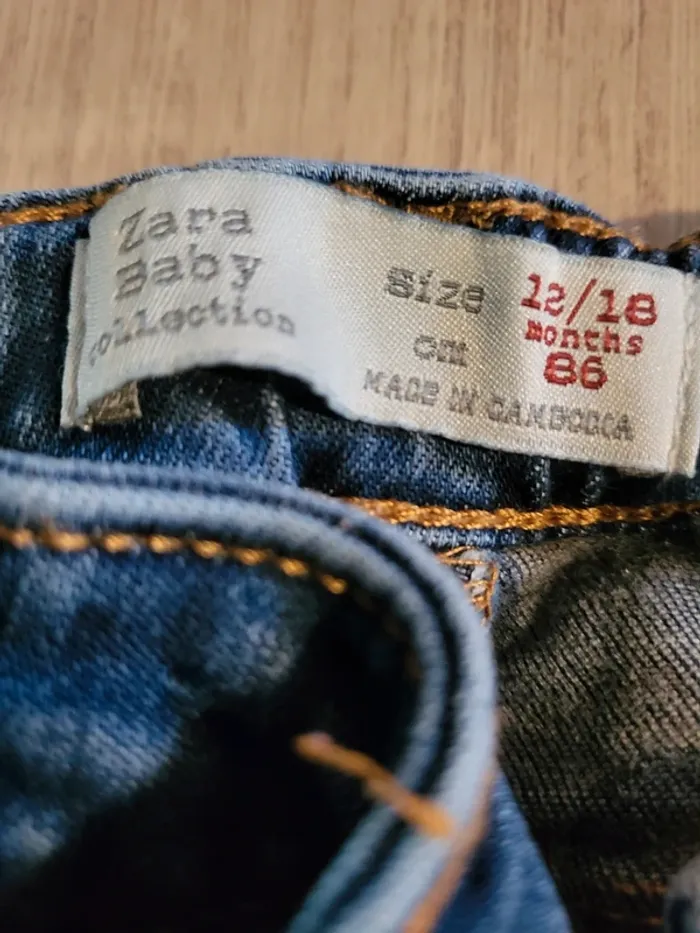 Zara
Baby
Collection
Size 12/18
months
cm 86
MADE IN CAMBODIA